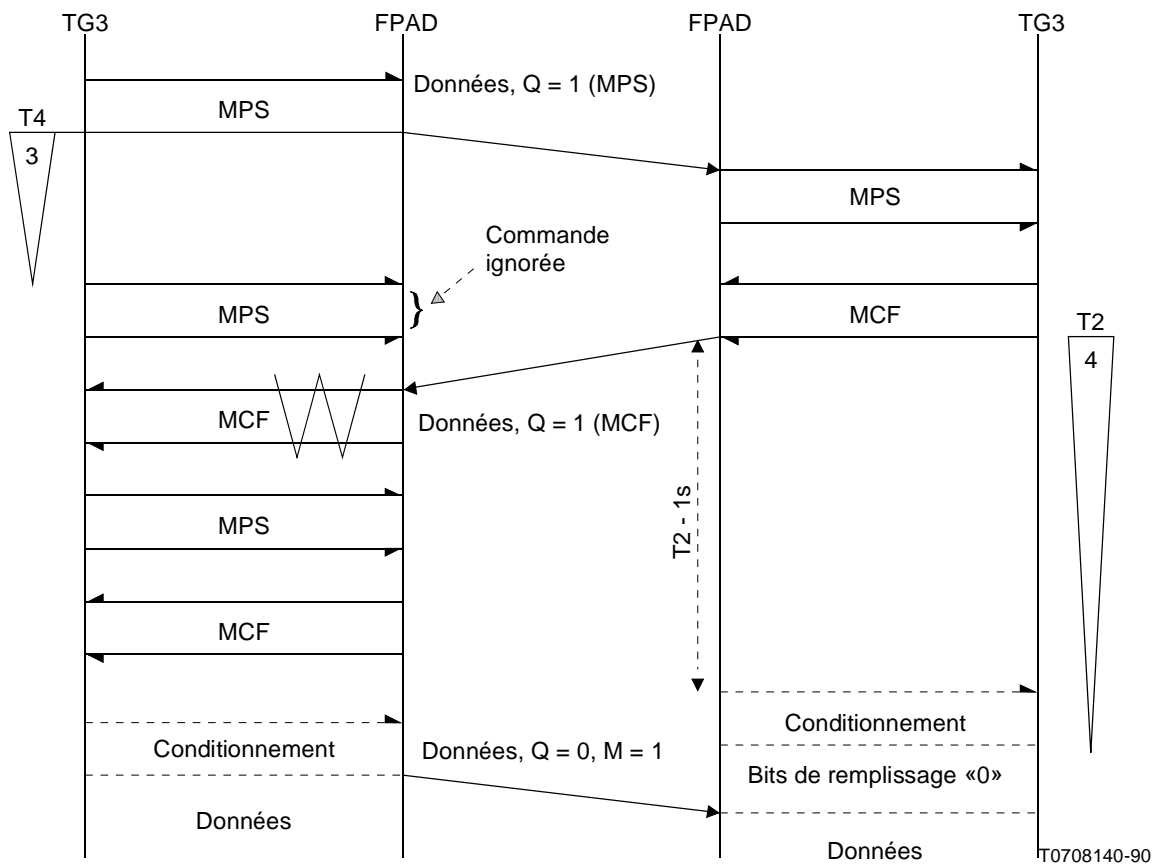 TG3 FPAD FPAD TG3
Données, Q = 1 (MPS)
MPS
T4
3
MPS
Commande
ignorée
MPS
MCF
T2
4
MCF
Données, Q = 1 (MCF)
MPS
T2 - 1s
MCF
Conditionnement
Conditionnement
Données, Q = 0, M = 1
Bits de remplissage «0»
Données
Données
T0708140-90